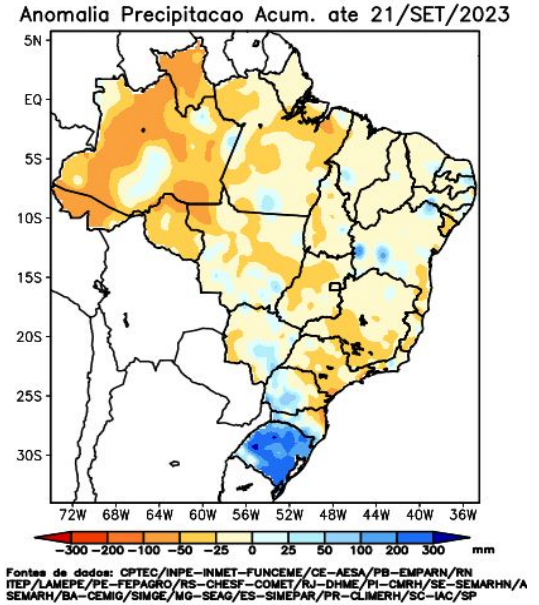 Anomalia Precipitacao Acum. ate 21/SET/2023
5N
EQ
5S
10S
15S
20S
25S
30S
72W 68W 64W 60W 56W 52W 48W 44W 40W 36W
-300 -200 -100 -50 -25 0 25 50 100 200 300 mm
Fontes de dados: CPTEC/INPE-INMET-FUNCEME/CE-AESA/PB-EMPARN/RN
ITEP/LAMEPE/PE-FEPAGRO/RS-CHESF-COMET/RJ-DHME/PI-CMRH/SE-SEMARHN/A
SEMARH/BA-CEMIG/SIMGE/MG-SEAG/ES-SIMEPAR/PR-CLIMERH/SC-IAC/SP